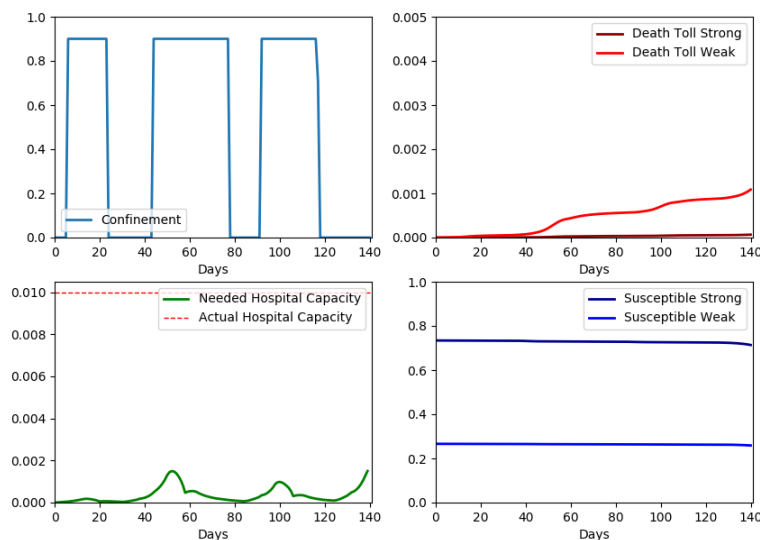 1.0
0.8
0.6
0.4
0.2
0.0
Confinement
0 20 40 60 80 100 120 140
Days
0.005
0.004
0.003
0.002
0.001
0.000
Death Toll Strong
Death Toll Weak
0 20 40 60 80 100 120 140
Days
0.010
0.008
0.006
0.004
0.002
0.000
Needed Hospital Capacity
Actual Hospital Capacity
0 20 40 60 80 100 120 140
Days
1.0
0.8
0.6
0.4
0.2
0.0
Susceptible Strong
Susceptible Weak
0 20 40 60 80 100 120 140
Days